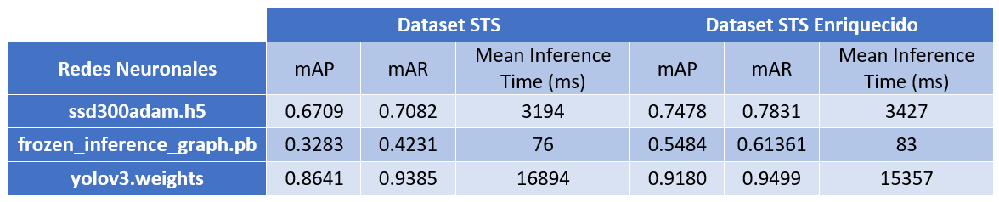 Dataset STS Dataset STS Enriquecido
Redes Neuronales mAP mAR Mean Inference Time (ms) mAP mAR Mean Inference Time (ms)
ssd300adam.h5 0.6709 0.7082 3194 0.7478 0.7831 3427
frozen_inference_graph.pb 0.3283 0.4231 76 0.5484 0.61361 83
yolov3.weights 0.8641 0.9385 16894 0.9180 0.9499 15357